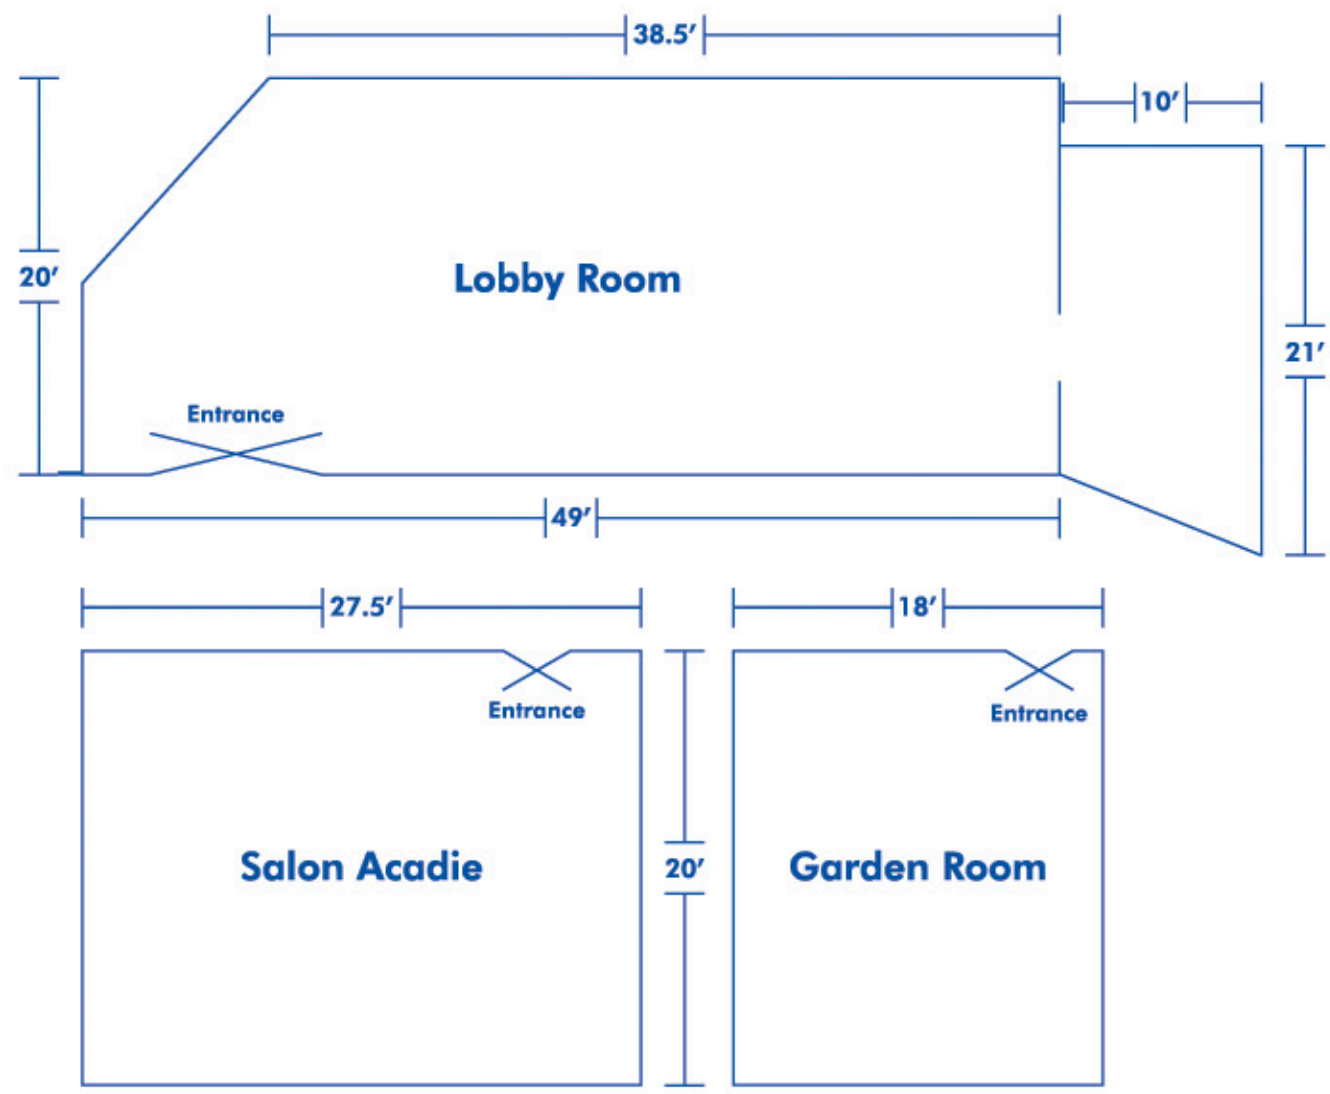 38.5’
10’
20’
Lobby Room
21’
Entrance
49’
27.5’
18’
Entrance
Entrance
Salon Acadie
20’
Garden Room